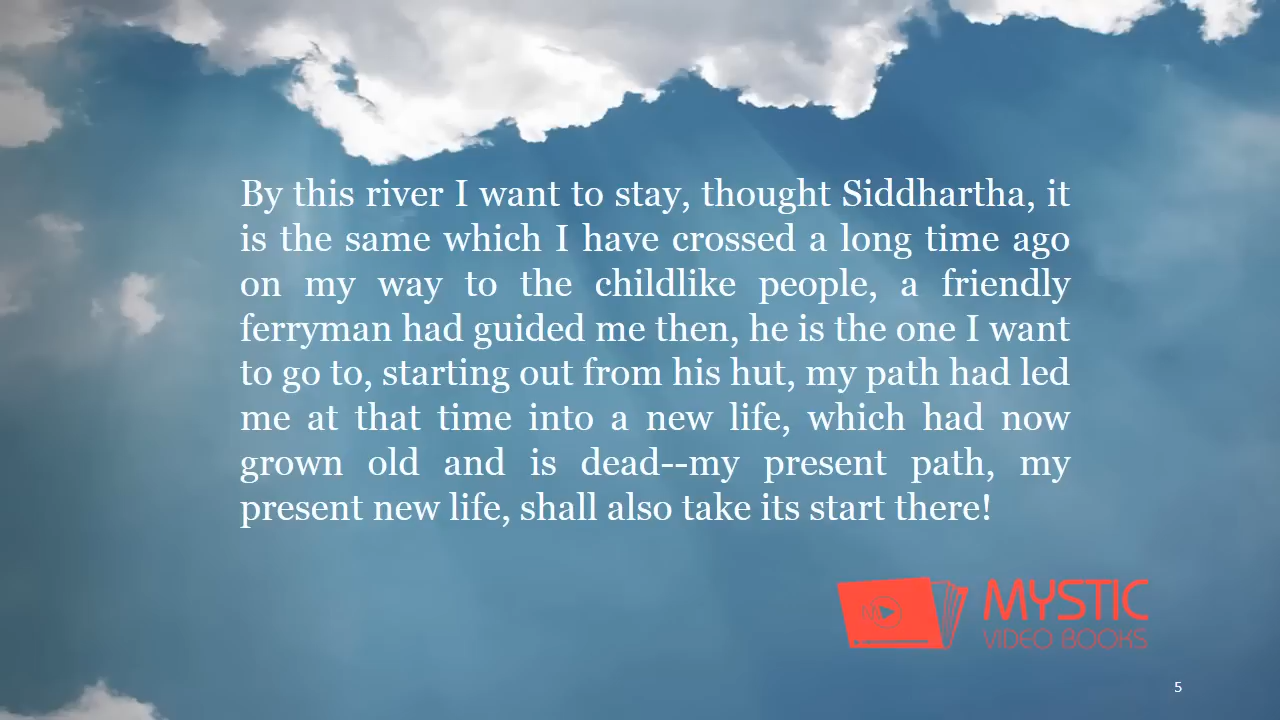 By this river I want to stay, thought Siddhartha, it
is the same which I have crossed a long time ago
on my way to the childlike people, a friendly
ferryman had guided me then, he is the one I want
to go to, starting out from his hut, my path had led
me at that time into a new life, which had now
grown old and is dead--my present path, my
present new life, shall also take its start there!
MYSTIC
VIDEO BOOKS
5